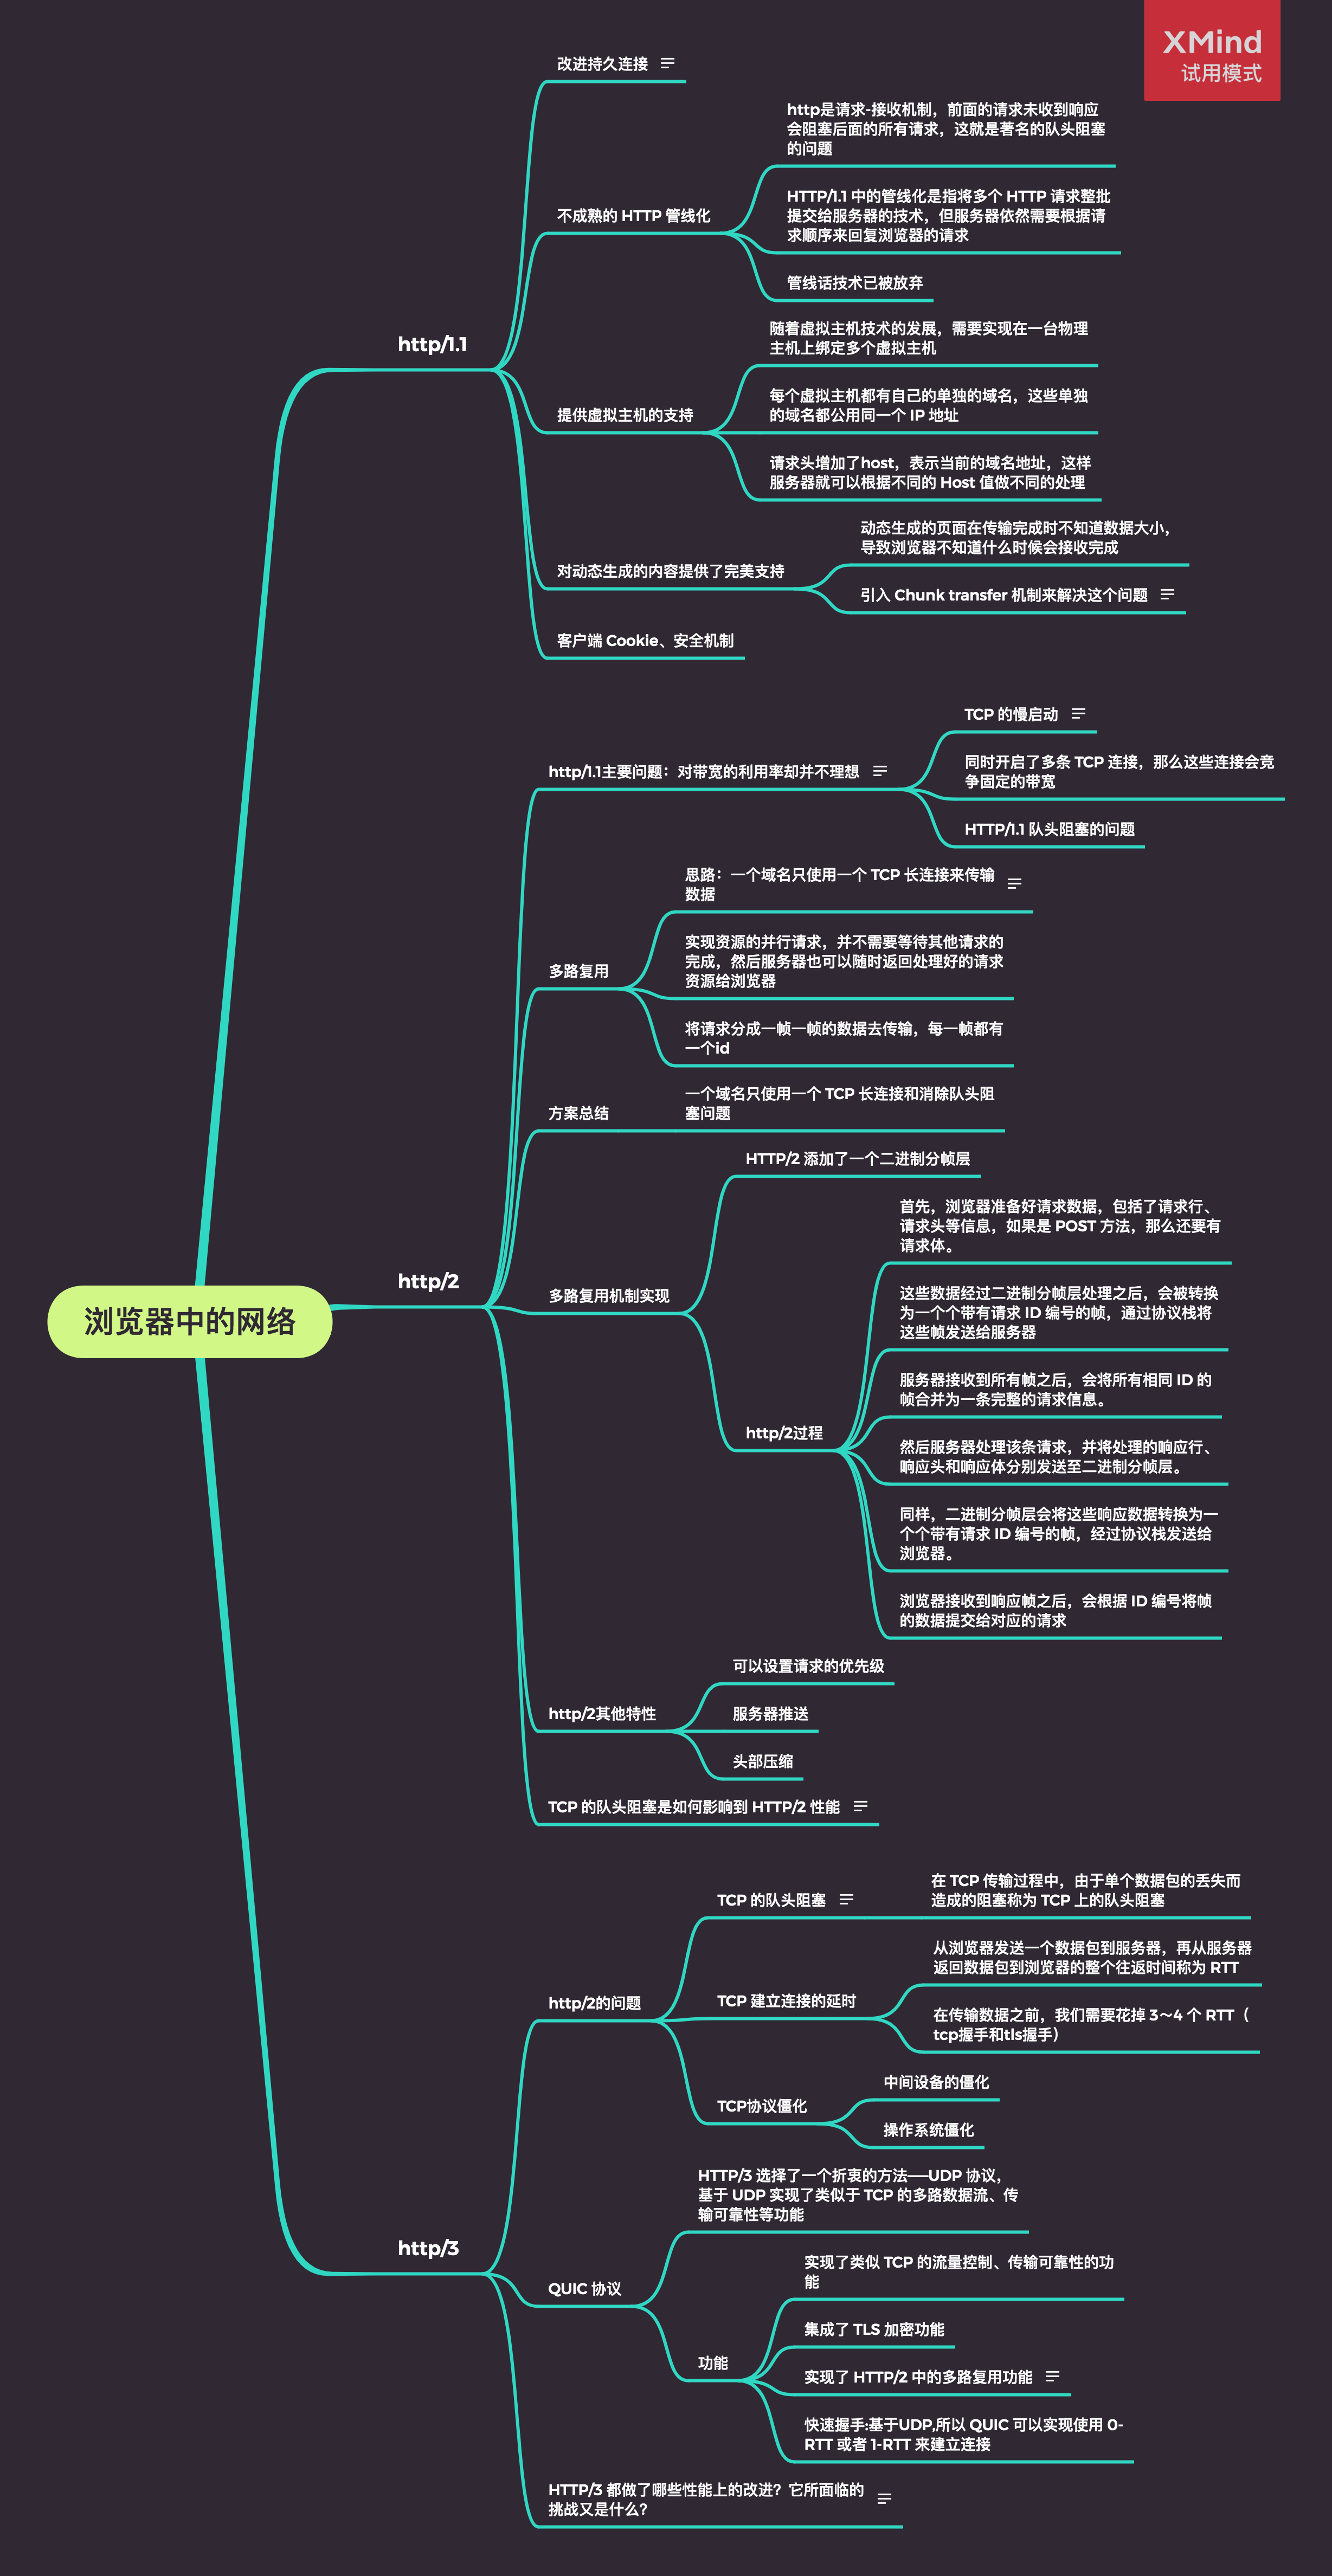 XMind
试用模式
浏览器中的网络
http/1.1
改进持久连接
不成熟的 HTTP 管线化
http是请求-接收机制，前面的请求未收到响应
会阻塞后面的所有请求，这就是著名的队头阻塞
的问题
HTTP/1.1 中的管线化是指将多个 HTTP 请求整批
提交给服务器的技术，但服务器依然需要根据请
求顺序来回复浏览器的请求
管线话技术已被放弃
提供虚拟主机的支持
随着虚拟主机技术的发展，需要实现在一台物理
主机上绑定多个虚拟主机
每个虚拟主机都有自己的单独的域名，这些单独
的域名都公用同一个 IP 地址
请求头增加了host，表示当前的域名地址，这样
服务器就可以根据不同的 Host 值做不同的处理
对动态生成的内容提供了完美支持
动态生成的页面在传输完成时不知道数据大小，
导致浏览器不知道什么时候会接收完成
引入 Chunk transfer 机制来解决这个问题
客户端 Cookie、安全机制
http/2
http/1.1主要问题：对带宽的利用率却并不理想
TCP 的慢启动
同时开启了多条 TCP 连接，那么这些连接会竞
争固定的带宽
HTTP/1.1 队头阻塞的问题
多路复用
思路：一个域名只使用一个 TCP 长连接来传输
数据
实现资源的并行请求，并不需要等待其他请求的
完成，然后服务器也可以随时返回处理好的请求
资源给浏览器
将请求分成一帧一帧的数据去传输，每一帧都有
一个id
方案总结
一个域名只使用一个 TCP 长连接和消除队头阻
塞问题
多路复用机制实现
HTTP/2 添加了一个二进制分帧层
http/2过程
首先，浏览器准备好请求数据，包括了请求行、
请求头等信息，如果是 POST 方法，那么还要有
请求体。
这些数据经过二进制分帧层处理之后，会被转换
为一个个带有请求 ID 编号的帧，通过协议栈将
这些帧发送给服务器
服务器接收到所有帧之后，会将所有相同 ID 的
帧合并为一条完整的请求信息。
然后服务器处理该条请求，并将处理的响应行、
响应头和响应体分别发送至二进制分帧层。
同样，二进制分帧层会将这些响应数据转换为一
个个带有请求 ID 编号的帧，经过协议栈发送给
浏览器。
浏览器接收到响应帧之后，会根据 ID 编号将帧
的数据提交给对应的请求
http/2其他特性
可以设置请求的优先级
服务器推送
头部压缩
TCP 的队头阻塞是如何影响到 HTTP/2 性能
http/3
http/2的问题
TCP 的队头阻塞
在 TCP 传输过程中，由于单个数据包的丢失而
造成的阻塞称为 TCP 上的队头阻塞
TCP 建立连接的延时
从浏览器发送一个数据包到服务器，再从服务器
返回数据包到浏览器的整个往返时间称为 RTT
在传输数据之前，我们需要花掉 3～4 个 RTT（
tcp握手和tls握手）
TCP协议僵化
中间设备的僵化
操作系统僵化
QUIC 协议
HTTP/3 选择了一个折衷的方法——UDP 协议，
基于 UDP 实现了类似于 TCP 的多路数据流、传
输可靠性等功能
功能
实现了类似 TCP 的流量控制、传输可靠性的功
能
集成了 TLS 加密功能
实现了 HTTP/2 中的多路复用功能
快速握手:基于UDP,所以 QUIC 可以实现使用 0-
RTT 或者 1-RTT 来建立连接
HTTP/3 都做了哪些性能上的改进？它所面临的
挑战又是什么？